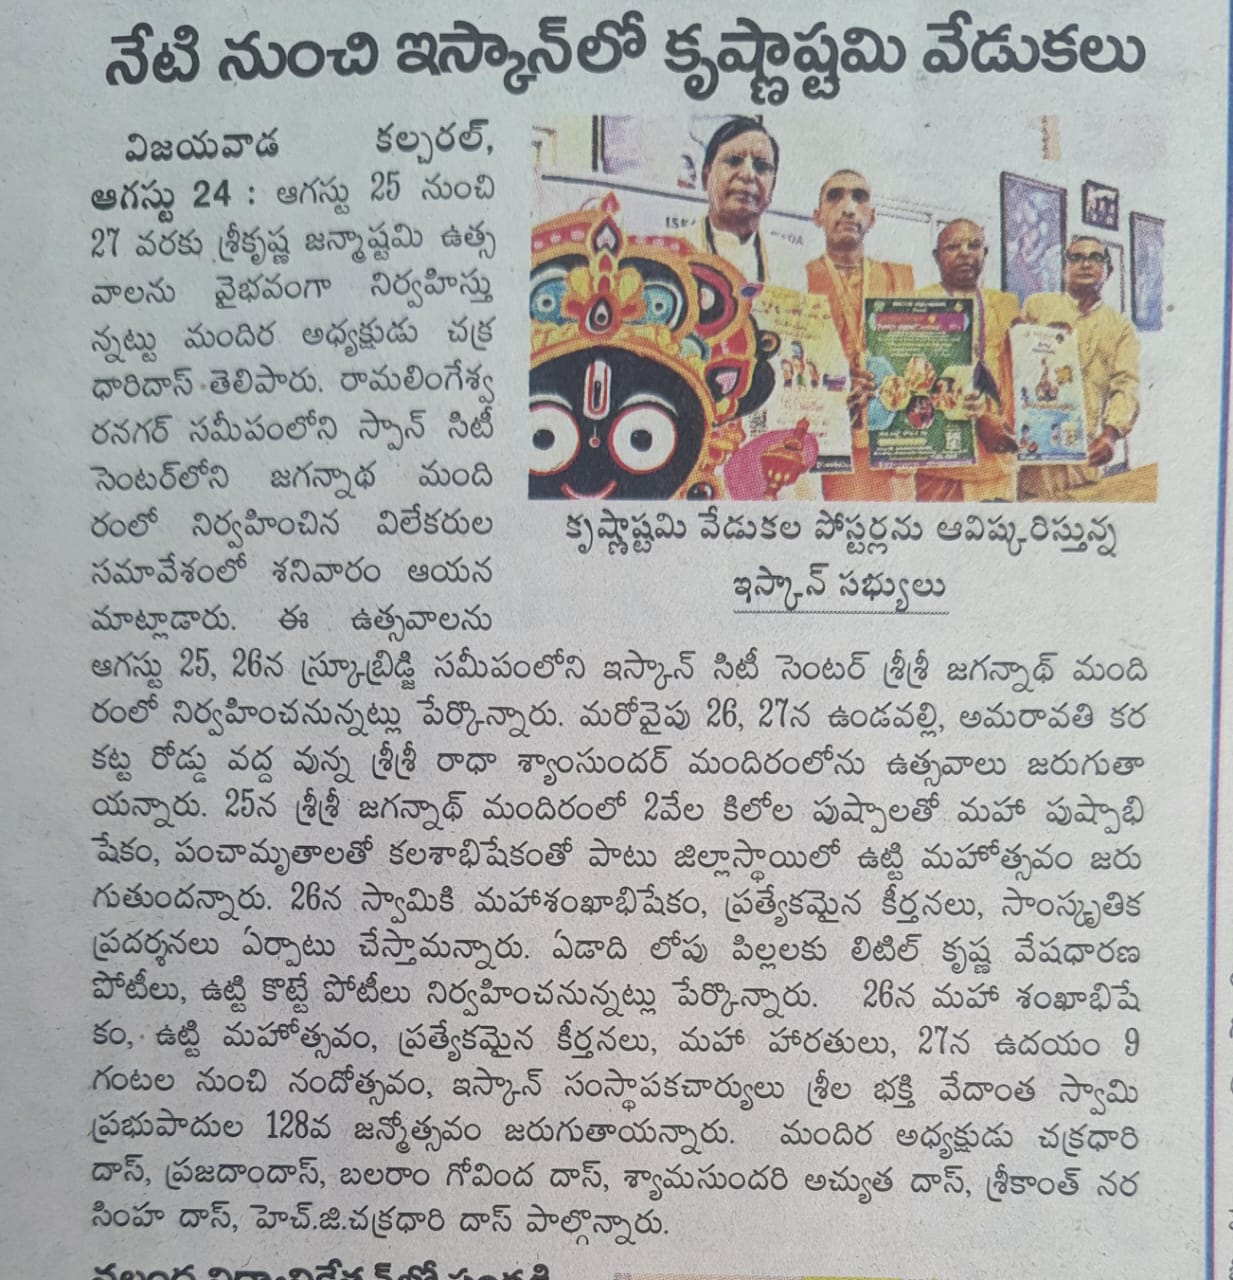 నేటి నుంచి ఇస్కాన్‌లో కృష్ణాష్టమి వేడుకలు
విజయవాడ కల్చరల్,
ఆగస్టు 24 : ఆగస్టు 25 నుంచి
27 వరకు శ్రీకృష్ణ జన్మాష్టమి ఉత్స
వాలను వైభవంగా నిర్వహిస్తు
న్నట్టు మందిర అధ్యక్షుడు చక్ర
ధారిదాస్ తెలిపారు. రామలింగేశ్వ
రనగర్ సమీపంలోని స్పాన్ సిటీ
సెంటర్‌లోని జగన్నాథ మంది
రంలో నిర్వహించిన విలేకరుల
సమావేశంలో శనివారం ఆయన
మాట్లాడారు. ఈ ఉత్సవాలను
కృష్ణాష్టమి వేడుకల పోస్టర్లను ఆవిష్కరిస్తున్న
ఇస్కాన్ సభ్యులు
ఆగస్టు 25, 26న స్క్రూబ్రిడ్జి సమీపంలోని ఇస్కాన్ సిటీ సెంటర్ శ్రీశ్రీ జగన్నాథ్ మంది
రంలో నిర్వహించనున్నట్లు పేర్కొన్నారు. మరోవైపు 26, 27న ఉండవల్లి, అమరావతి కర
కట్ట రోడ్డు వద్ద వున్న శ్రీశ్రీ రాధా శ్యాంసుందర్ మందిరంలోను ఉత్సవాలు జరుగుతా
యన్నారు. 25న శ్రీశ్రీ జగన్నాథ్ మందిరంలో 2వేల కిలోల పుష్పాలతో మహా పుష్పాభి
షేకం, పంచామృతాలతో కలశాభిషేకంతో పాటు జిల్లాస్థాయిలో ఉట్టి మహోత్సవం జరు
గుతుందన్నారు. 26న స్వామికి మహాశంఖాభిషేకం, ప్రత్యేకమైన కీర్తనలు, సాంస్కృతిక
ప్రదర్శనలు ఏర్పాటు చేస్తామన్నారు. ఏడాది లోపు పిల్లలకు లిటిల్ కృష్ణ వేషధారణ
పోటీలు, ఉట్టి కొట్టే పోటీలు నిర్వహించనున్నట్లు పేర్కొన్నారు. 26న మహా శంఖాభిషే
కం, ఉట్టి మహోత్సవం, ప్రత్యేకమైన కీర్తనలు, మహా హారతులు, 27న ఉదయం 9
గంటల నుంచి నందోత్సవం, ఇస్కాన్ సంస్థాపకచార్యులు శ్రీల భక్తి వేదాంత స్వామి
ప్రభుపాదుల 128వ జన్మోత్సవం జరుగుతాయన్నారు. మందిర అధ్యక్షుడు చక్రధారి
దాస్, ప్రజదాందాస్, బలరాం గోవింద దాస్, శ్యామసుందరి అచ్యుత దాస్, శ్రీకాంత్ నర
సింహ దాస్, హెచ్.జి.చక్రధారి దాస్ పాల్గొన్నారు.